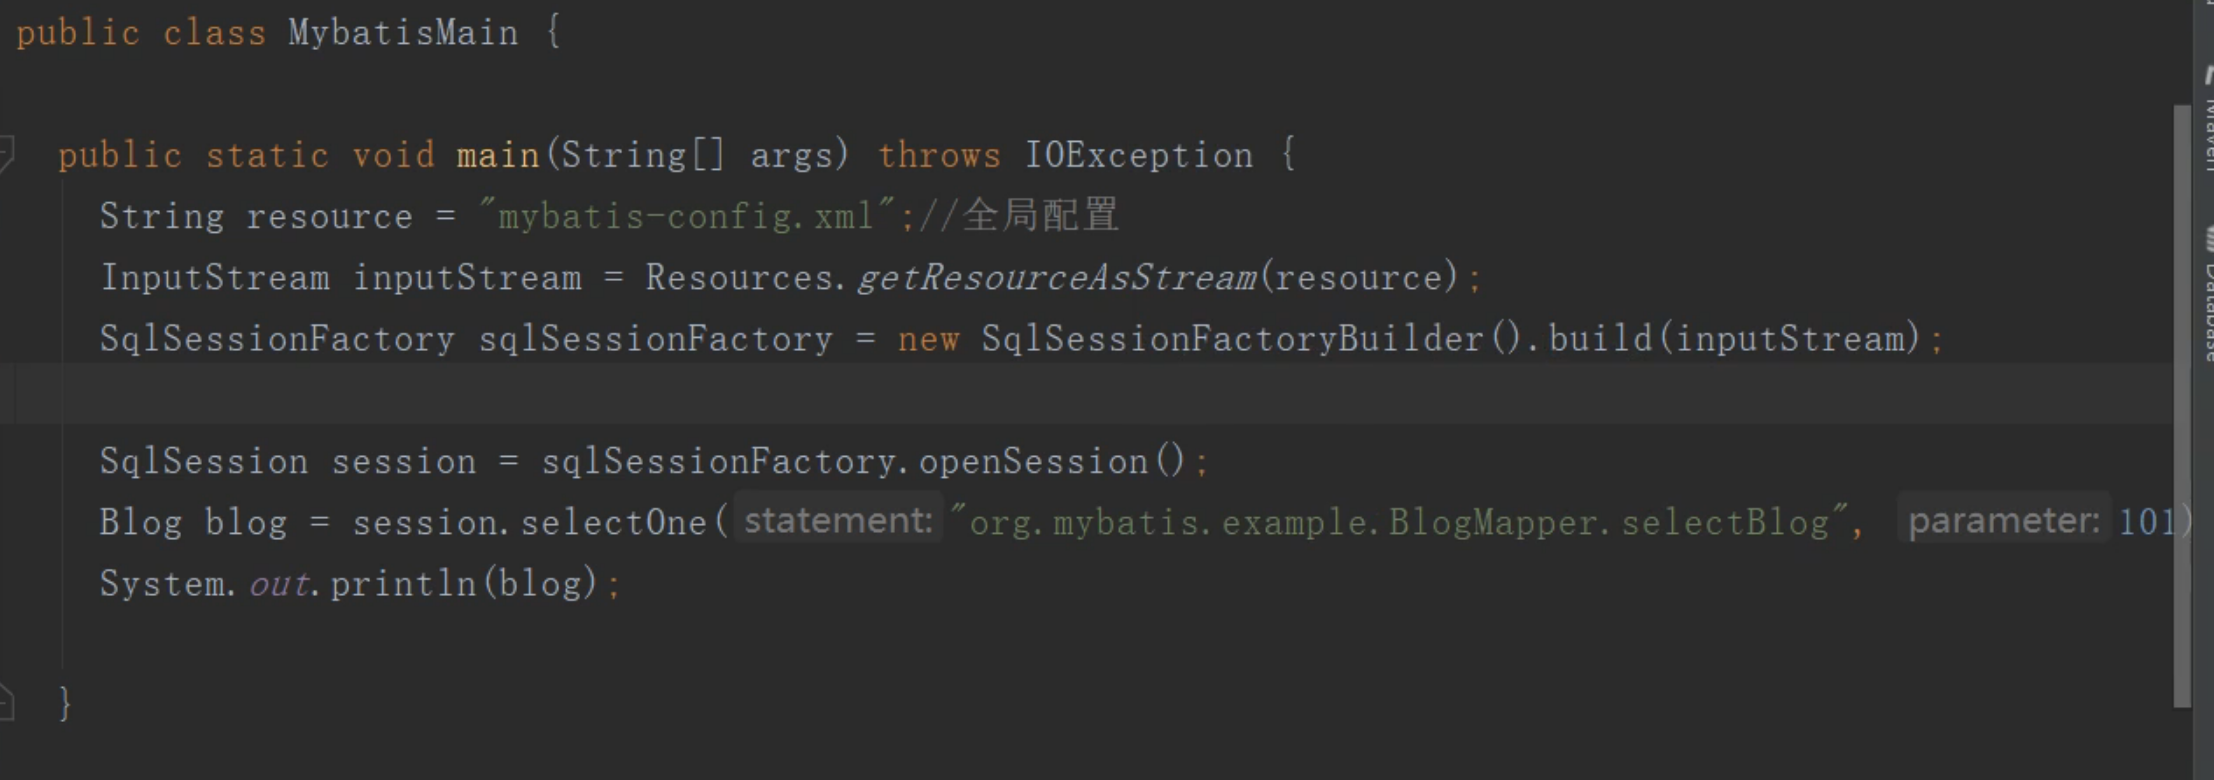 public class MybatisMain {
public static void main(String[] args) throws IOException {
String resource = "mybatis-config.xml";//全局配置
InputStream inputStream = Resources.getResourceAsStream(resource);
SqlSessionFactory sqlSessionFactory = new SqlSessionFactoryBuilder().build(inputStream);
SqlSession session = sqlSessionFactory.openSession();
Blog blog = session.selectOne( statement: "org.mybatis.example.BlogMapper.selectBlog", parameter: 101)
System.out.println(blog);
}
Maven
Database